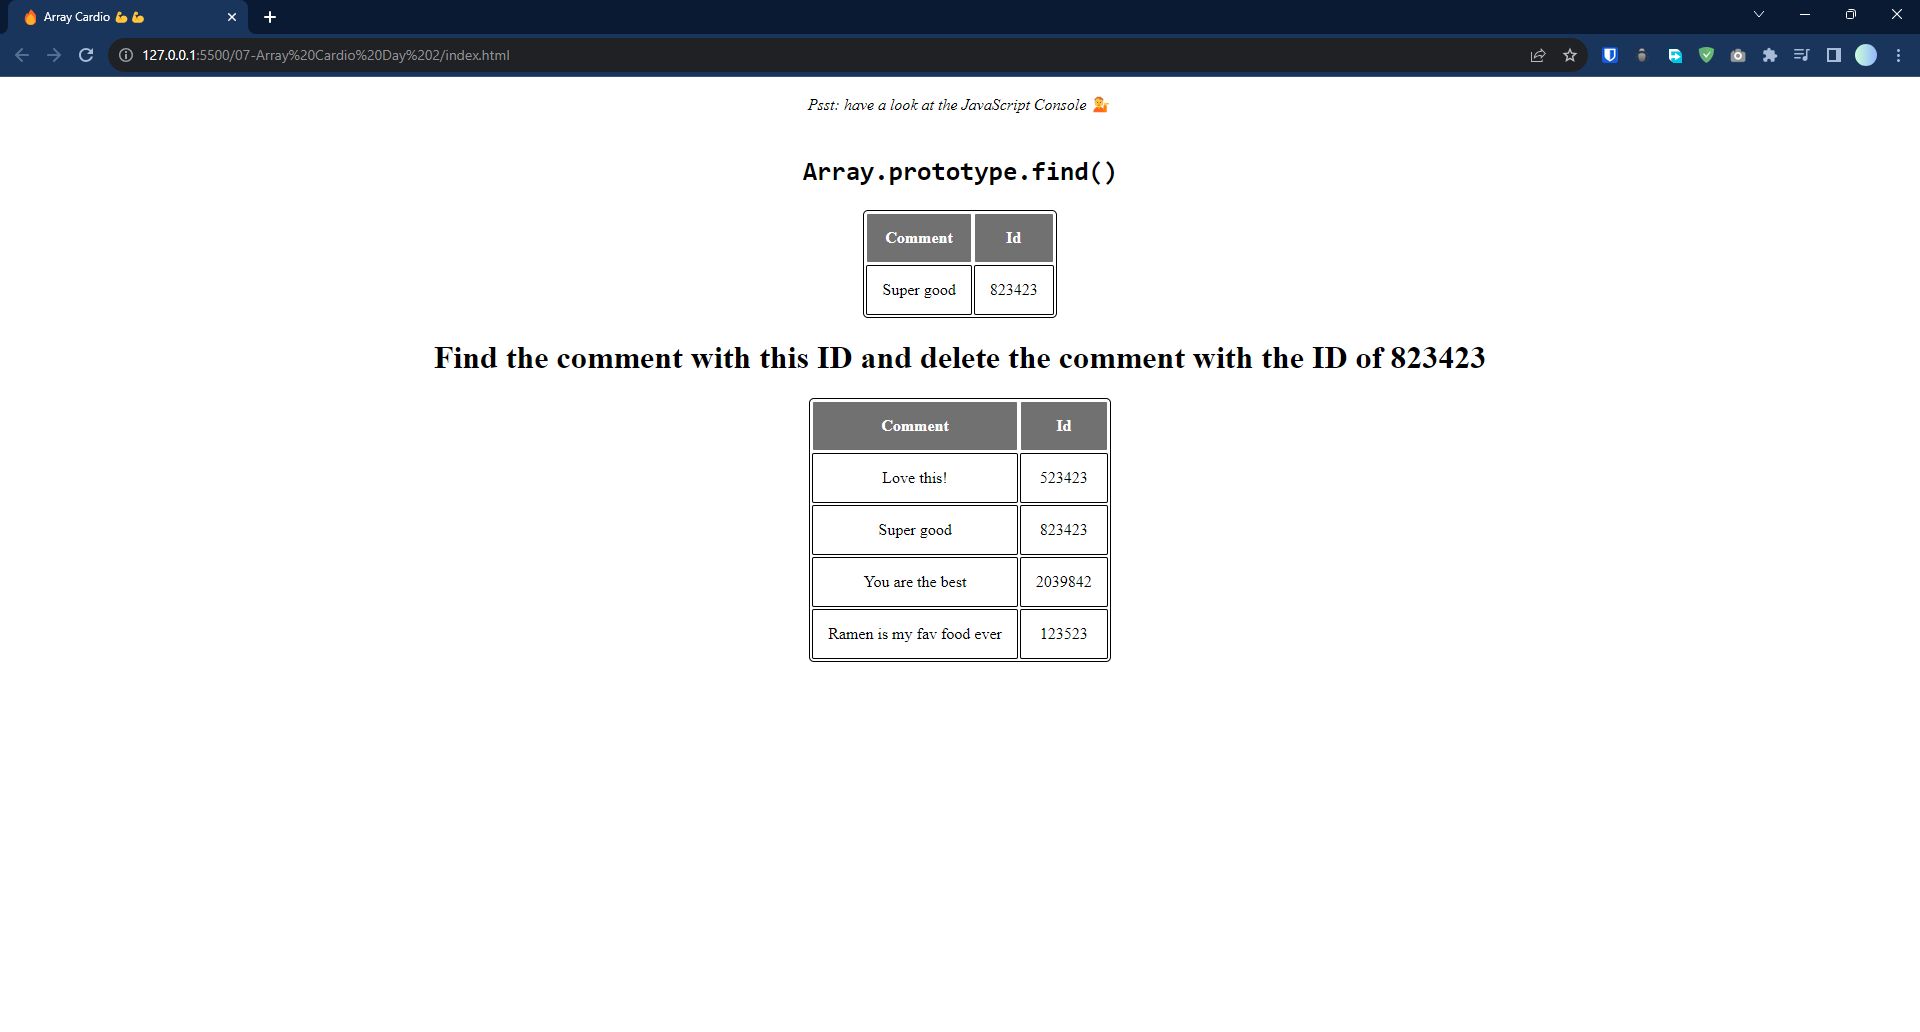 Array Cardio 💪💪
127.0.0.1:5500/07-Array%20Cardio%20Day%202/index.html
Psst: have a look at the JavaScript Console 💁
Array.prototype.find()
Comment Id
Super good 823423
Find the comment with this ID and delete the comment with the ID of 823423
Comment Id
Love this! 523423
Super good 823423
You are the best 2039842
Ramen is my fav food ever 123523